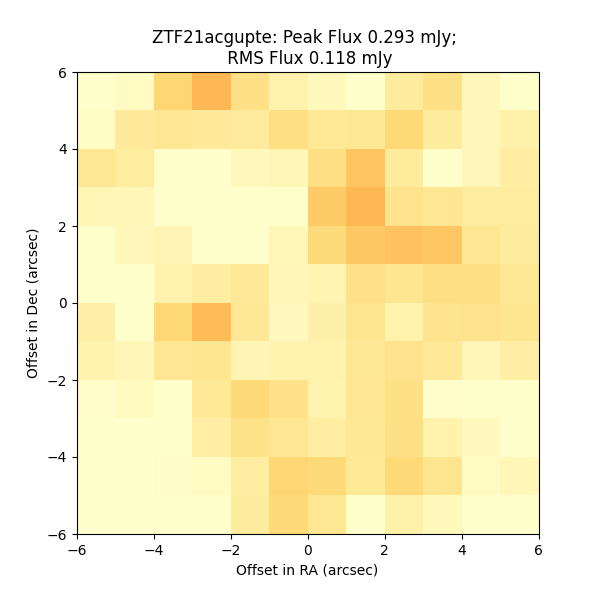 ZTF21acgupte: Peak Flux 0.293 mJy;
RMS Flux 0.118 mJy
6
4
2
0
−2
−4
−6
Offset in Dec (arcsec)
−6 −4 −2 0 2 4 6
Offset in RA (arcsec)